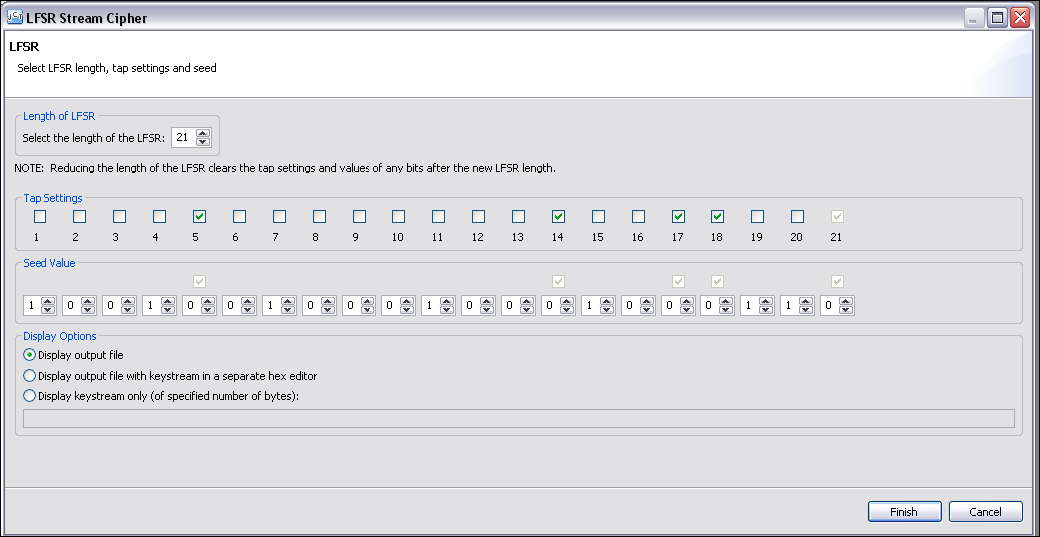 JCT LFSR Stream Cipher
LFSR
Select LFSR length, tap settings and seed
Length of LFSR
Select the length of the LFSR: 21
NOTE: Reducing the length of the LFSR clears the tap settings and values of any bits after the new LFSR length.
Tap Settings
1 2 3 4 5 6 7 8 9 10 11 12 13 14 15 16 17 18 19 20 21
Seed Value
1 0 0 1 0 0 1 0 0 0 1 0 0 0 1 0 0 0 1 1 0
Display Options
Display output file
Display output file with keystream in a separate hex editor
Display keystream only (of specified number of bytes):
Finish Cancel